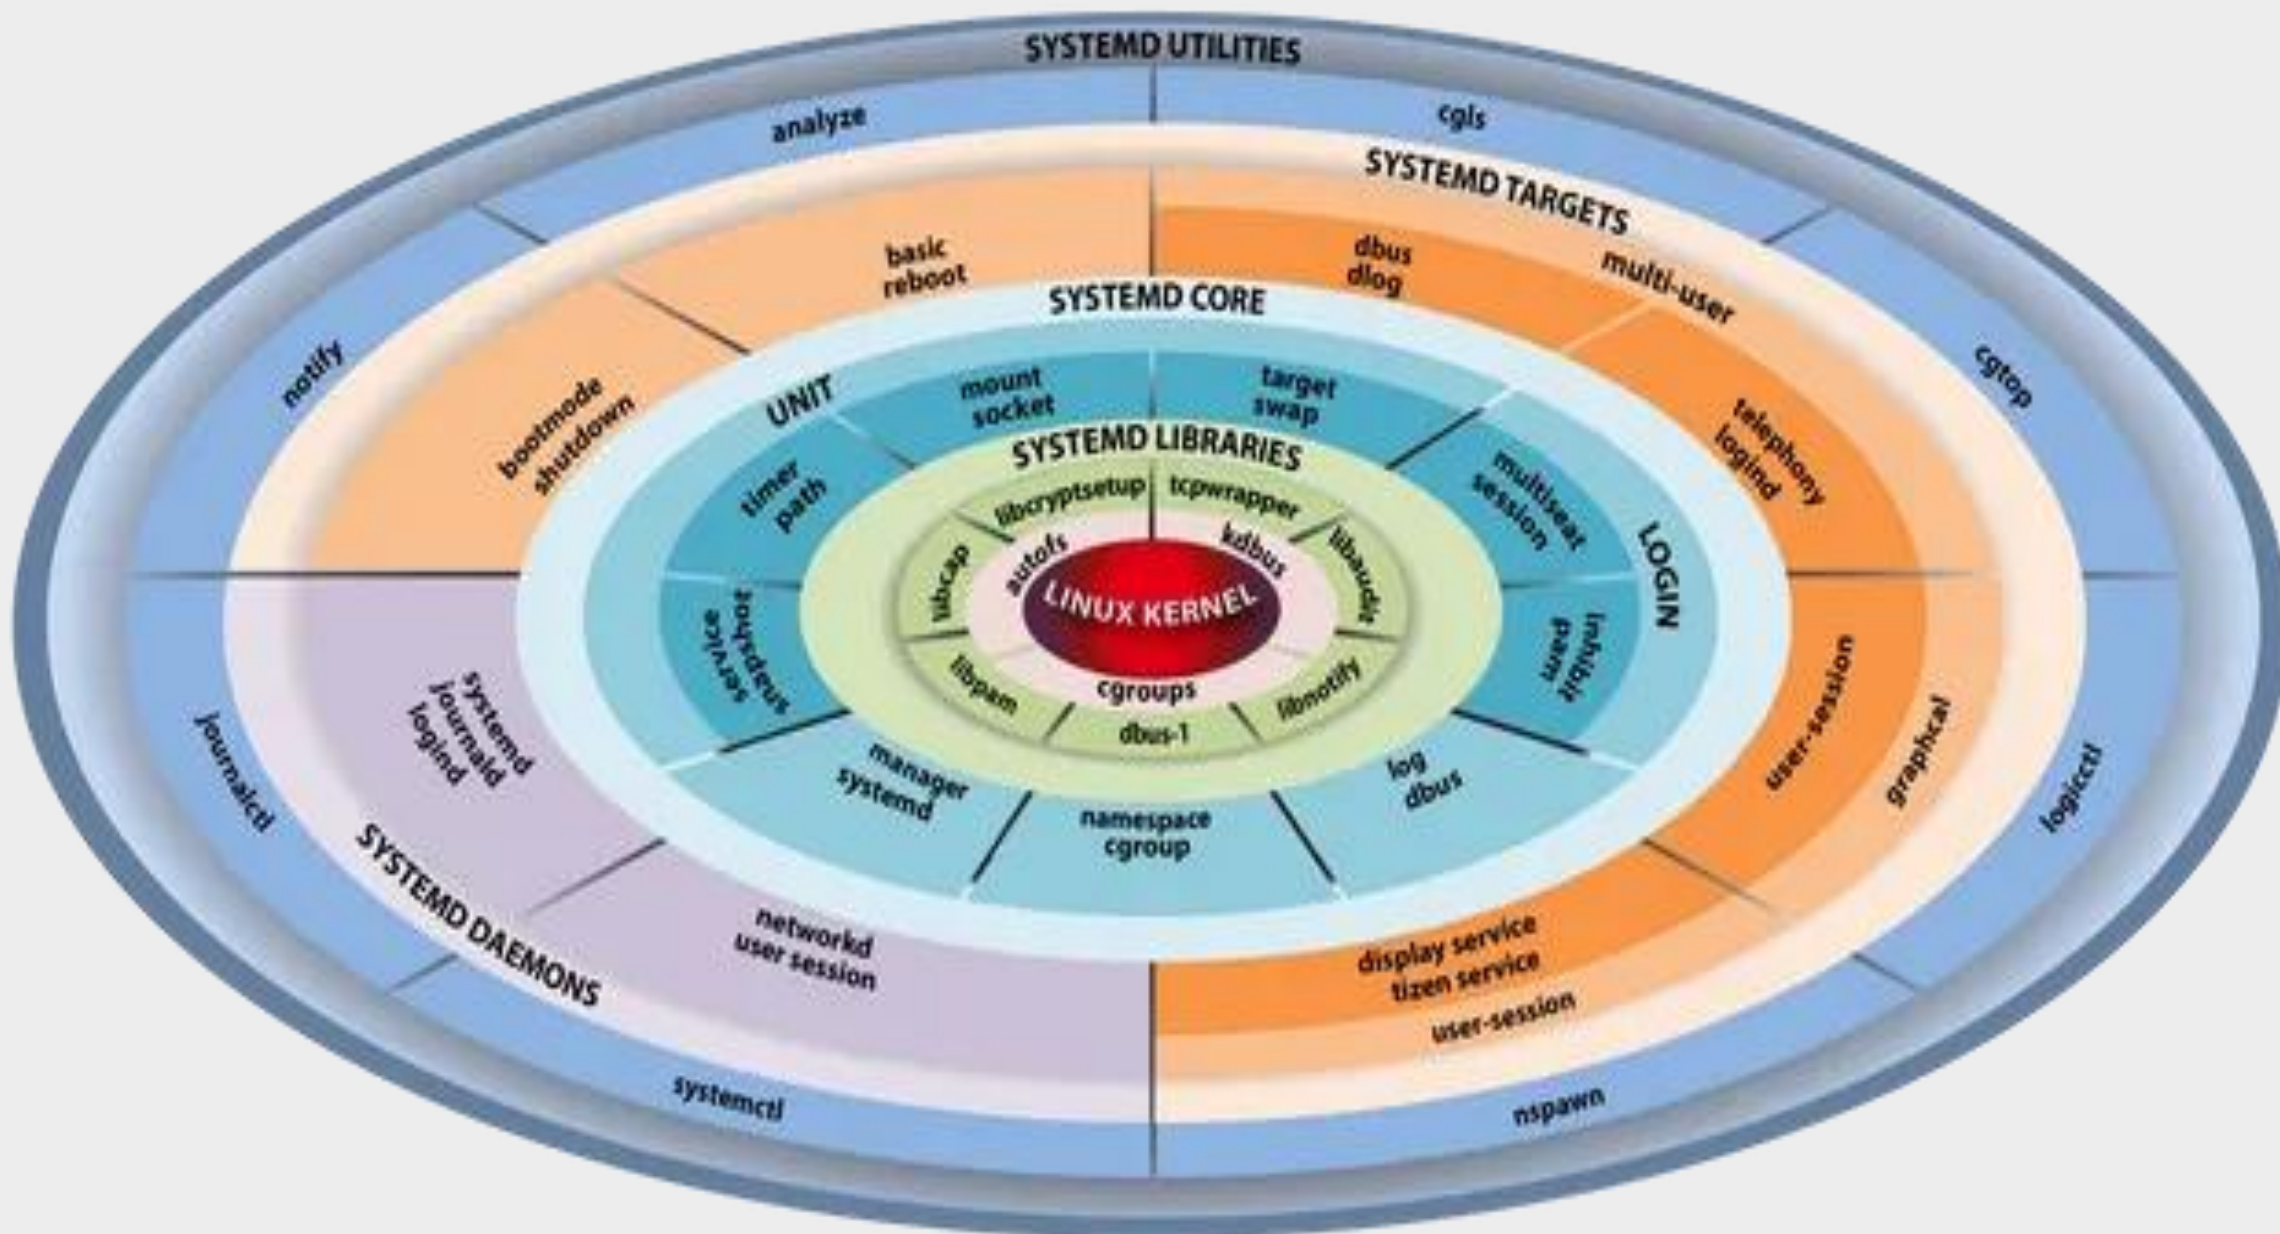 SYSTEMD UTILITIES
analyze
cgls
notify
cgtop
journalctl
logicctl
systemctl
nspawn
SYSTEMD TARGETS
basic
reboot
dbus
dlog
multi-user
bootmode
shutdown
telephony
logind
user-session
graphcal
display service
tizen service
user-session
SYSTEMD DAEMONS
systemd
journald
logind
networkd
user session
SYSTEMD CORE
UNIT
mount
socket
target
swap
timer
path
service
snapshot
LOGIN
multiseat
session
inhibit
pam
manager
systemd
namespace
cgroup
log
dbus
SYSTEMD LIBRARIES
libcryptsetup
tcpwrapper
libcap
libaudit
libpam
dbus-1
libnotify
autofs
kdbus
cgroups
LINUX KERNEL